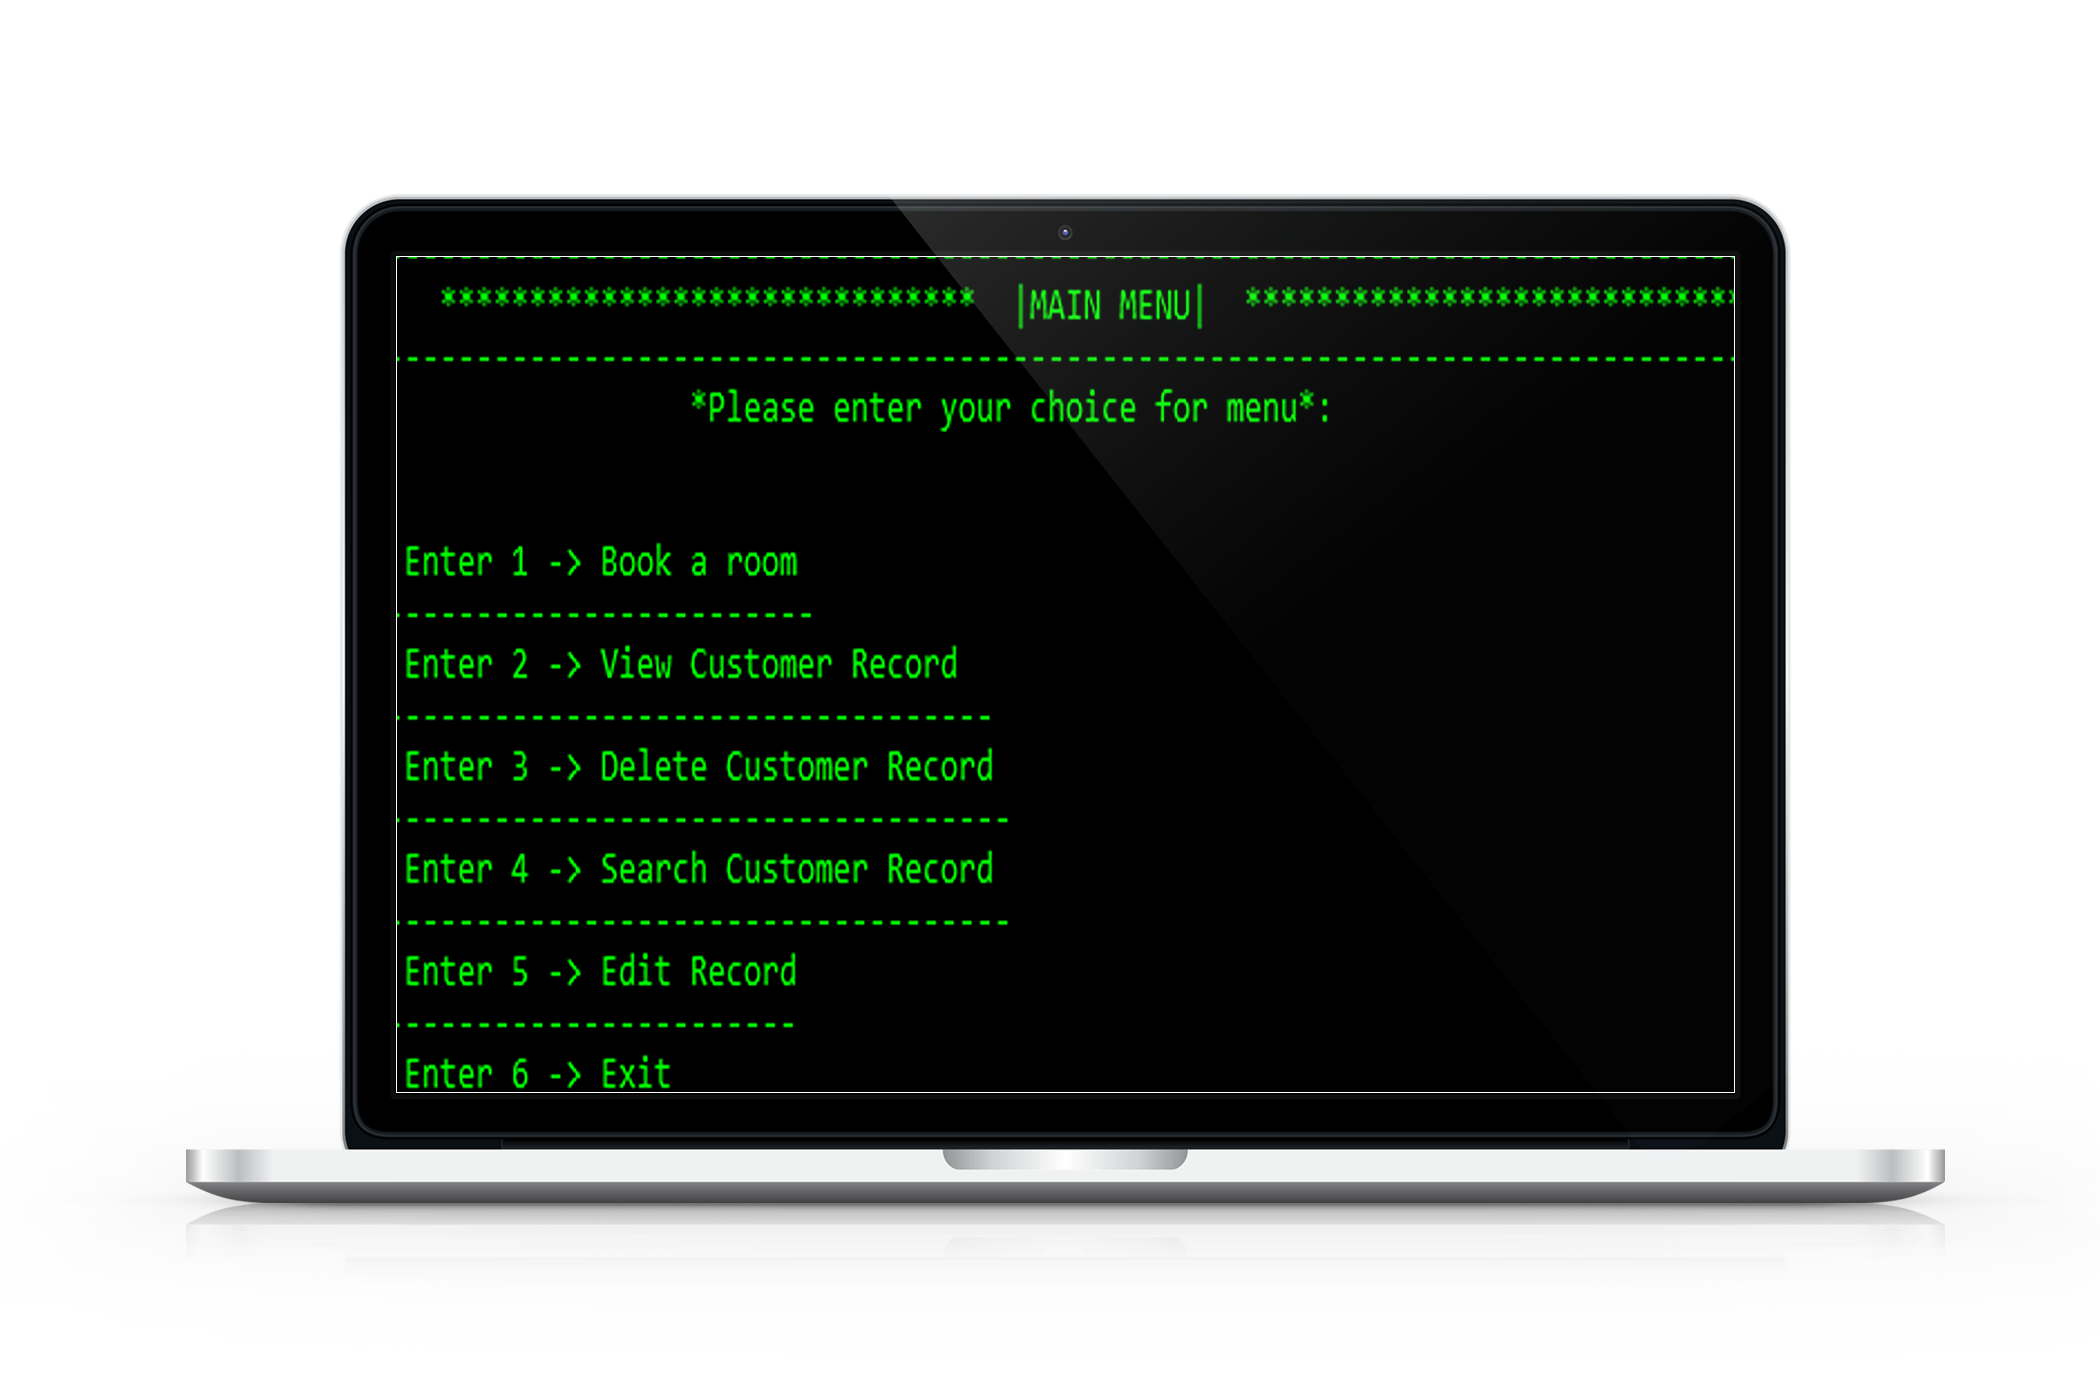 ****************************** |MAIN MENU| ****************************
---------------------------------------------------------------------------
*Please enter your choice for menu*:
Enter 1 -> Book a room
-----------------------
Enter 2 -> View Customer Record
---------------------------------
Enter 3 -> Delete Customer Record
----------------------------------
Enter 4 -> Search Customer Record
----------------------------------
Enter 5 -> Edit Record
----------------------
Enter 6 -> Exit